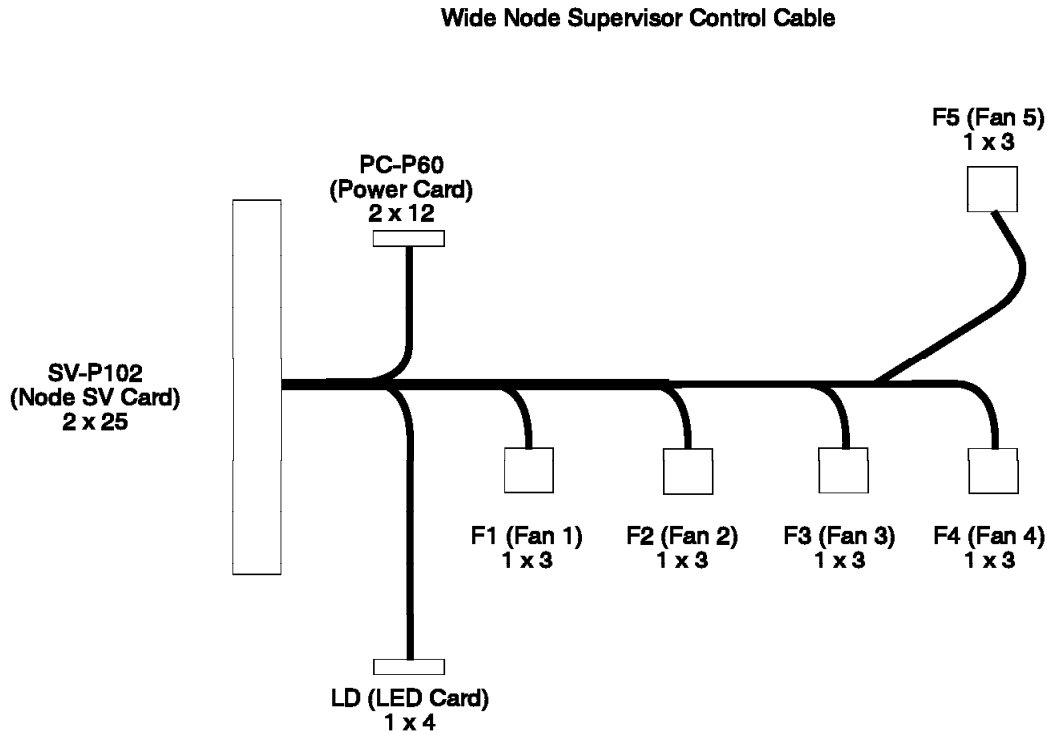 Wide Node Supervisor Control Cable
F5 (Fan 5)
1 x 3
PC-P60
(Power Card)
2 x 12
SV-P102
(Node SV Card)
2 x 25
F1 (Fan 1)
1 x 3
F2 (Fan 2)
1 x 3
F3 (Fan 3)
1 x 3
F4 (Fan 4)
1 x 3
LD (LED Card)
1 x 4